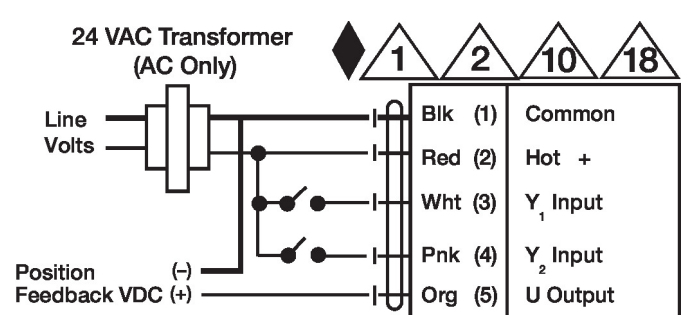 24 VAC Transformer
(AC Only)
1 2 10 18
Line
Volts
Blk (1) Common
Red (2) Hot +
Wht (3) Y1 Input
Pnk (4) Y2 Input
Org (5) U Output
Position (–)
Feedback VDC (+)